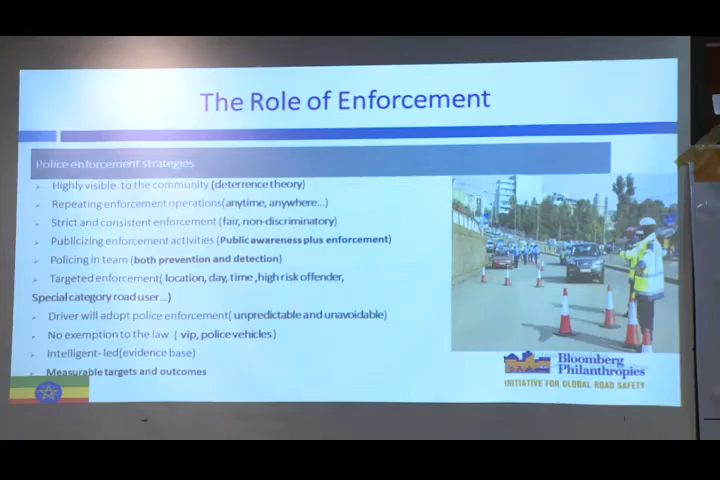 The Role of Enforcement
Police enforcement strategies
Highly visible to the community (deterrence theory)
Repeating enforcement operations(anytime, anywhere...)
Strict and consistent enforcement (fair, non-discriminatory)
Publicizing enforcement activities (Public awareness plus enforcement)
Policing in team (both prevention and detection)
Targeted enforcement( location, day, time ,high risk offender,
Special category road user...)
Driver will adopt police enforcement( unpredictable and unavoidable)
No exemption to the law ( vip, police vehicles)
Intelligent- led(evidence base)
Measurable targets and outcomes
Bloomberg
Philanthropies
INITIATIVE FOR GLOBAL ROAD SAFETY